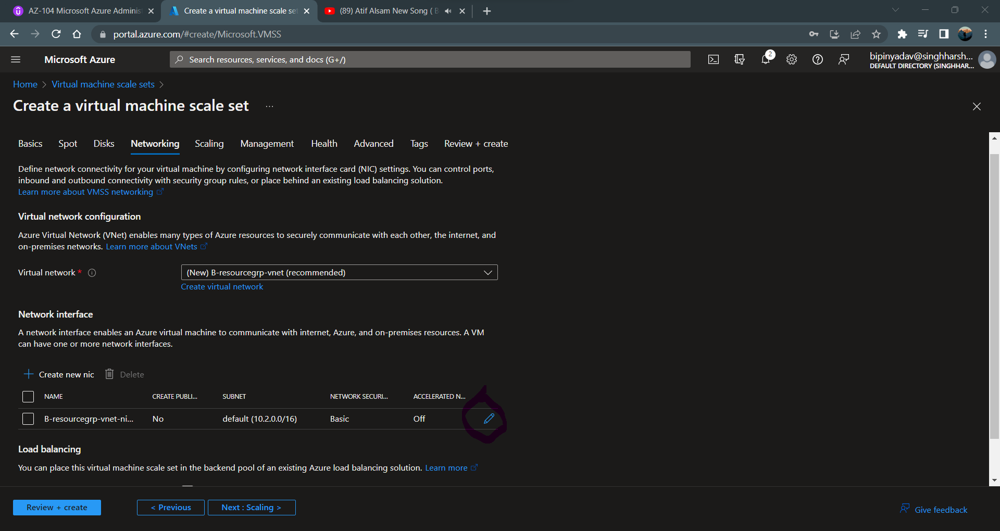 AZ-104 Microsoft Azure Adminis
Create a virtual machine scale set
(89) Atif Alsam New Song ( B
portal.azure.com/#create/Microsoft.VMSS
Microsoft Azure
Search resources, services, and docs (G+/)
2
bipinyadav@singhharsh...
DEFAULT DIRECTORY (SINGHHAR...
Home > Virtual machine scale sets >
Create a virtual machine scale set ...
Basics Spot Disks Networking Scaling Management Health Advanced Tags Review + create
Define network connectivity for your virtual machine by configuring network interface card (NIC) settings. You can control ports,
inbound and outbound connectivity with security group rules, or place behind an existing load balancing solution.
Learn more about VMSS networking
Virtual network configuration
Azure Virtual Network (VNet) enables many types of Azure resources to securely communicate with each other, the internet, and
on-premises networks. Learn more about VNets
Virtual network *
(New) B-resourcegrp-vnet (recommended)
Create virtual network
Network interface
A network interface enables an Azure virtual machine to communicate with internet, Azure, and on-premises resources. A VM
can have one or more network interfaces.
Create new nic Delete
NAME CREATE PUBLI... SUBNET NETWORK SECURI... ACCELERATED N...
B-resourcegrp-vnet-ni... No default (10.2.0.0/16) Basic Off
Load balancing
You can place this virtual machine scale set in the backend pool of an existing Azure load balancing solution. Learn more
Review + create < Previous Next : Scaling > Give feedback